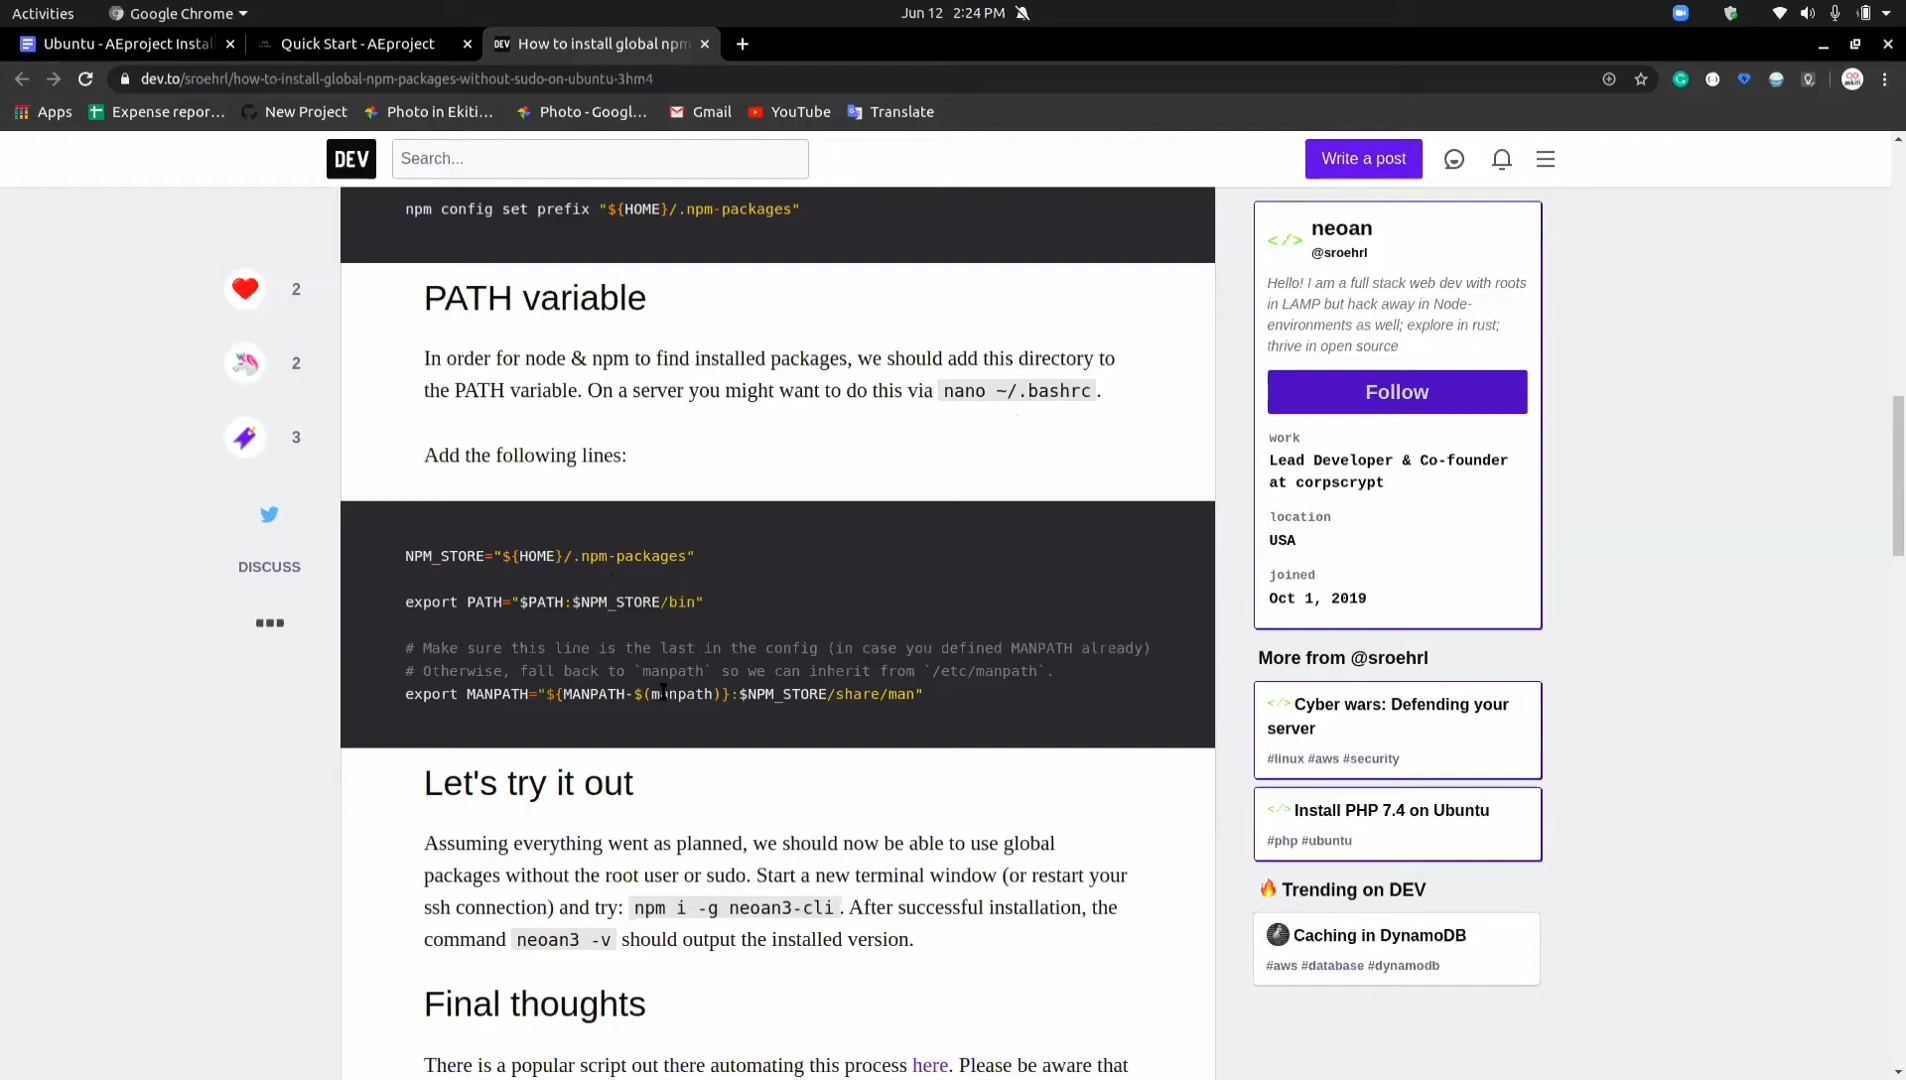 Activities Google Chrome Jun 12 2:24 PM
Ubuntu - AEproject Instal Quick Start - AEproject DEV How to install global npm
dev.to/sroehrl/how-to-install-global-npm-packages-without-sudo-on-ubuntu-3hm4
Apps Expense repor... New Project Photo in Ekiti... Photo - Googl... Gmail YouTube Translate
DEV Search... Write a post
npm config set prefix "${HOME}/.npm-packages"
PATH variable
In order for node & npm to find installed packages, we should add this directory to
the PATH variable. On a server you might want to do this via nano ~/.bashrc.
Add the following lines:
NPM_STORE="${HOME}/.npm-packages"
export PATH="$PATH:$NPM_STORE/bin"
# Make sure this line is the last in the config (in case you defined MANPATH already)
# Otherwise, fall back to `manpath` so we can inherit from `/etc/manpath`.
export MANPATH="${MANPATH-$(manpath)}:$NPM_STORE/share/man"
Let's try it out
Assuming everything went as planned, we should now be able to use global
packages without the root user or sudo. Start a new terminal window (or restart your
ssh connection) and try: npm i -g neoan3-cli. After successful installation, the
command neoan3 -v should output the installed version.
Final thoughts
There is a popular script out there automating this process here. Please be aware that
2
2
3
DISCUSS
</> neoan
@sroehrl
Hello! I am a full stack web dev with roots
in LAMP but hack away in Node-
environments as well; explore in rust;
thrive in open source
Follow
work
Lead Developer & Co-founder
at corpscrypt
location
USA
joined
Oct 1, 2019
More from @sroehrl
</> Cyber wars: Defending your
server
#linux #aws #security
</> Install PHP 7.4 on Ubuntu
#php #ubuntu
Trending on DEV
Caching in DynamoDB
#aws #database #dynamodb